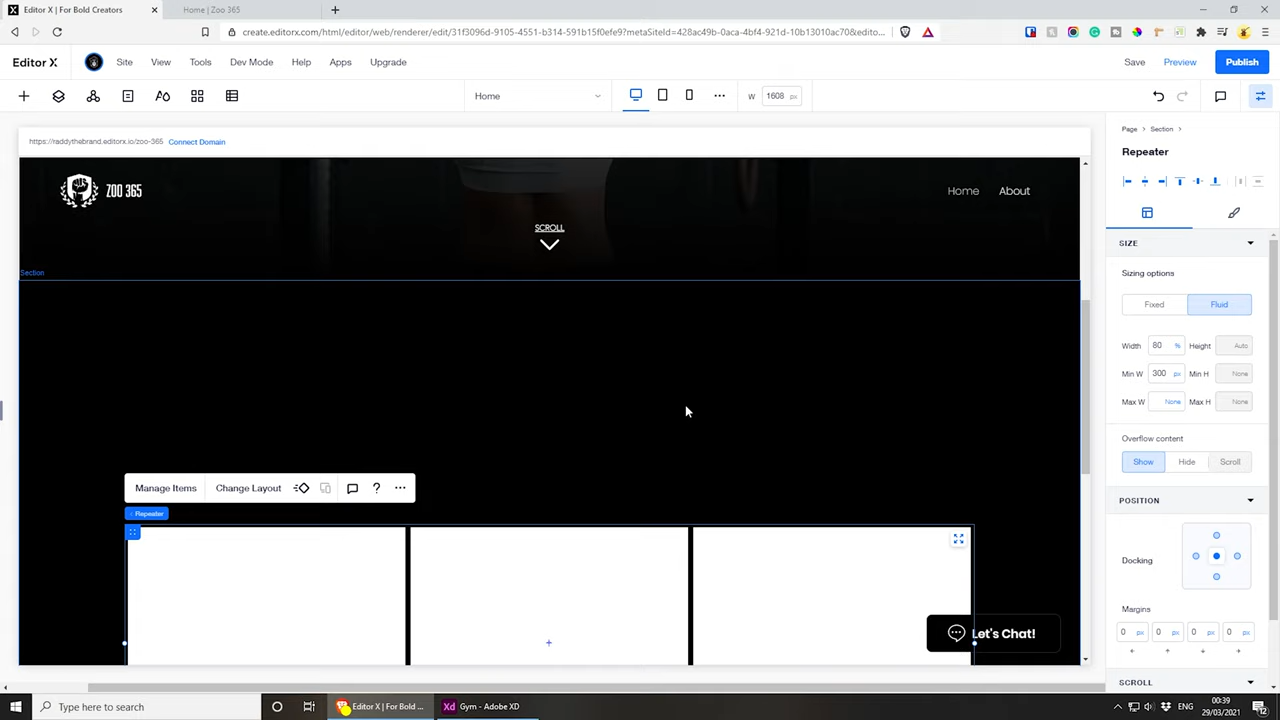 Editor X | For Bold Creators
Home | Zoo 365
create.editorx.com/html/editor/web/renderer/edit/31f3096d-9105-4551-b314-591b15f0efe9?metaSiteId=428ac49b-0aca-4bf4-921d-10b13010ac70&edito...
Editor X
Site
View
Tools
Dev Mode
Help
Apps
Upgrade
Save
Preview
Publish
Home
W
1608
px
https://raddythebrand.editorx.io/zoo-365
Connect Domain
Page
Section
Repeater
ZOO 365
Home
About
SCROLL
Section
SIZE
Sizing options
Fixed
Fluid
Width
80
%
Height
Auto
Min W
300
px
Min H
None
Max W
None
Max H
None
Overflow content
Show
Hide
Scroll
Manage Items
Change Layout
Repeater
POSITION
Docking
Let's Chat!
Margins
0 px
0 px
0 px
0 px
SCROLL
Type here to search
Editor X | For Bold ...
Gym - Adobe XD
ENG
00:39
29/03/2021
12